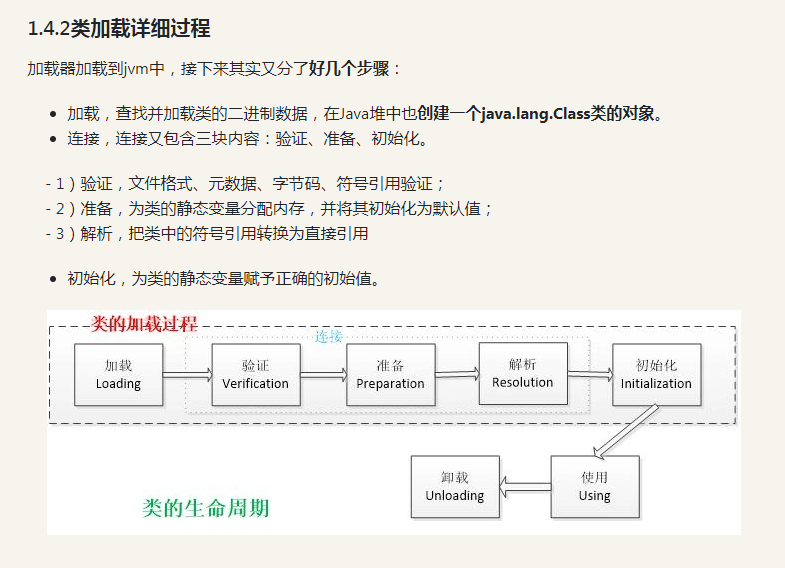 1.4.2类加载详细过程
加载器加载到jvm中，接下来其实又分了好几个步骤：
加载，查找并加载类的二进制数据，在Java堆中也创建一个java.lang.Class类的对象。
连接，连接又包含三块内容：验证、准备、初始化。
- 1）验证，文件格式、元数据、字节码、符号引用验证；
- 2）准备，为类的静态变量分配内存，并将其初始化为默认值；
- 3）解析，把类中的符号引用转换为直接引用
初始化，为类的静态变量赋予正确的初始值。
类的加载过程
连接
加载
Loading
验证
Verification
准备
Preparation
解析
Resolution
初始化
Initialization
卸载
Unloading
使用
Using
类的生命周期